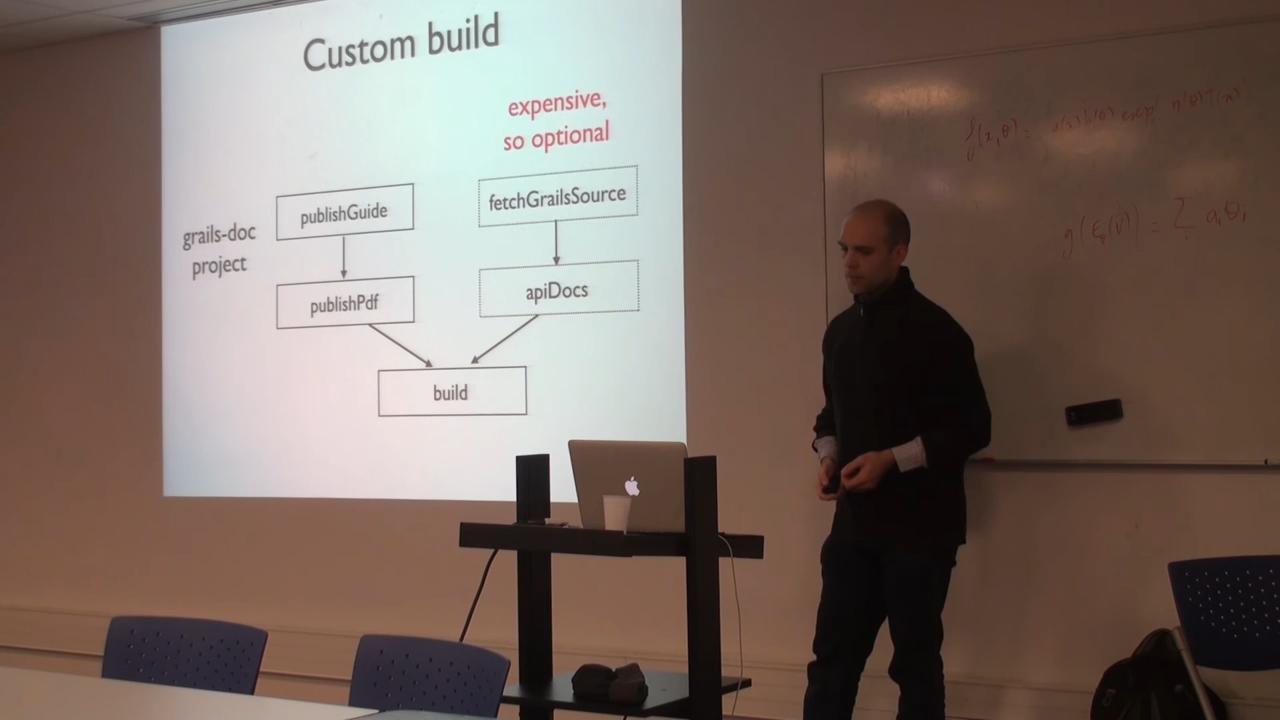 Custom build
expensive,
so optional
grails-doc
project
publishGuide
fetchGrailsSource
publishPdf
apiDocs
build